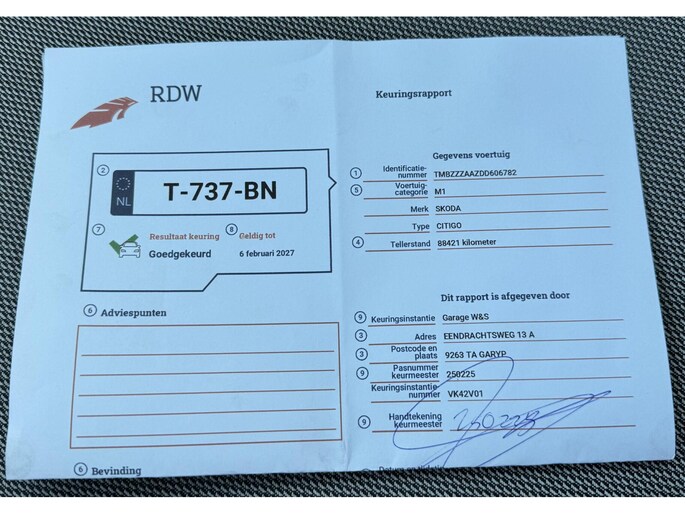 RDW
Keuringsrapport
② NL T-737-BN
⑦ Resultaat keuring
Goedgekeurd
⑧ Geldig tot
6 februari 2027
⑥ Adviespunten
⑥ Bevinding
Gegevens voertuig
① Identificatie-
nummer TMBZZZAAZDD606782
⑤ Voertuig-
categorie M1
Merk SKODA
Type CITIGO
④ Tellerstand 88421 kilometer
Dit rapport is afgegeven door
⑨ Keuringsinstantie Garage W&S
③ Adres EENDRACHTSWEG 13 A
③ Postcode en
plaats 9263 TA GARYP
⑨ Pasnummer
keurmeester 250225
Keuringsinstantie-
nummer VK42V01
⑨ Handtekening
keurmeester